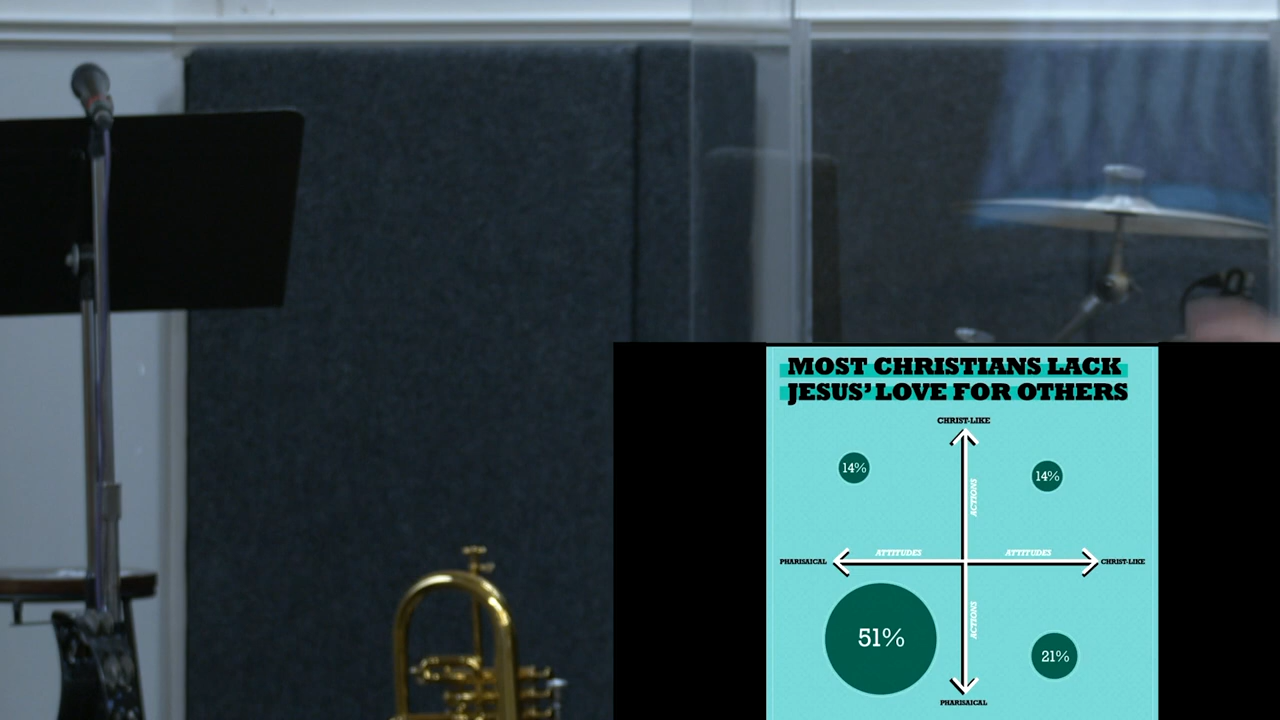 MOST CHRISTIANS LACK
JESUS' LOVE FOR OTHERS
CHRIST-LIKE
14%
14%
ACTIONS
ATTITUDES
ATTITUDES
PHARISAICAL
CHRIST-LIKE
ACTIONS
51%
21%
PHARISAICAL